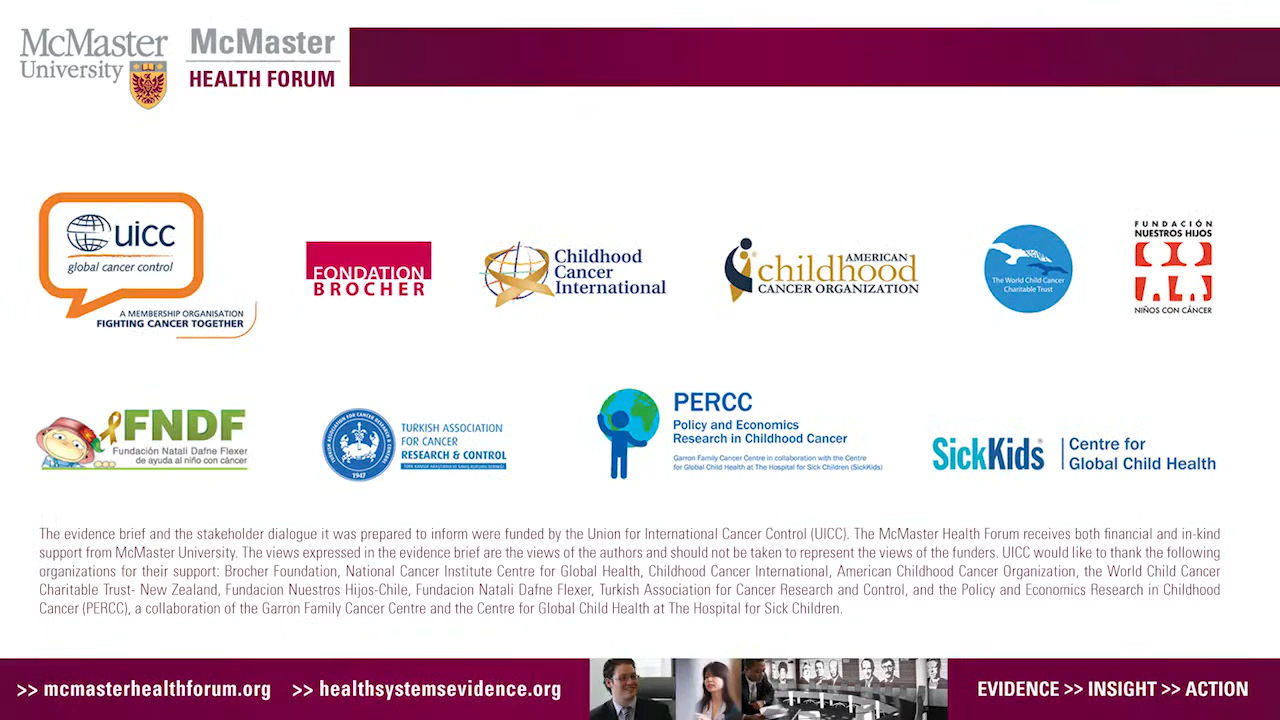 McMaster
University
McMaster
HEALTH FORUM
uicc
global cancer control
A MEMBERSHIP ORGANISATION
FIGHTING CANCER TOGETHER
FONDATION
BROCHER
Childhood
Cancer
International
AMERICAN
childhood
CANCER ORGANIZATION
The World Child Cancer
Charitable Trust
FUNDACIÓN
NUESTROS HIJOS
NIÑOS CON CÁNCER
FNDF
Fundación Natalí Dafne Flexer
de ayuda al niño con cáncer
1947
TURKISH ASSOCIATION
FOR CANCER
RESEARCH & CONTROL
PERCC
Policy and Economics
Research in Childhood Cancer
Garron Family Cancer Centre in collaboration with the Centre
for Global Child Health at The Hospital for Sick Children (SickKids)
SickKids®
Centre for
Global Child Health
The evidence brief and the stakeholder dialogue it was prepared to inform were funded by the Union for International Cancer Control (UICC). The McMaster Health Forum receives both financial and in-kind
support from McMaster University. The views expressed in the evidence brief are the views of the authors and should not be taken to represent the views of the funders. UICC would like to thank the following
organizations for their support: Brocher Foundation, National Cancer Institute Centre for Global Health, Childhood Cancer International, American Childhood Cancer Organization, the World Child Cancer
Charitable Trust- New Zealand, Fundacion Nuestros Hijos-Chile, Fundacion Natali Dafne Flexer, Turkish Association for Cancer Research and Control, and the Policy and Economics Research in Childhood
Cancer (PERCC), a collaboration of the Garron Family Cancer Centre and the Centre for Global Child Health at The Hospital for Sick Children.
>> mcmasterhealthforum.org >> healthsystemsevidence.org
EVIDENCE >> INSIGHT >> ACTION